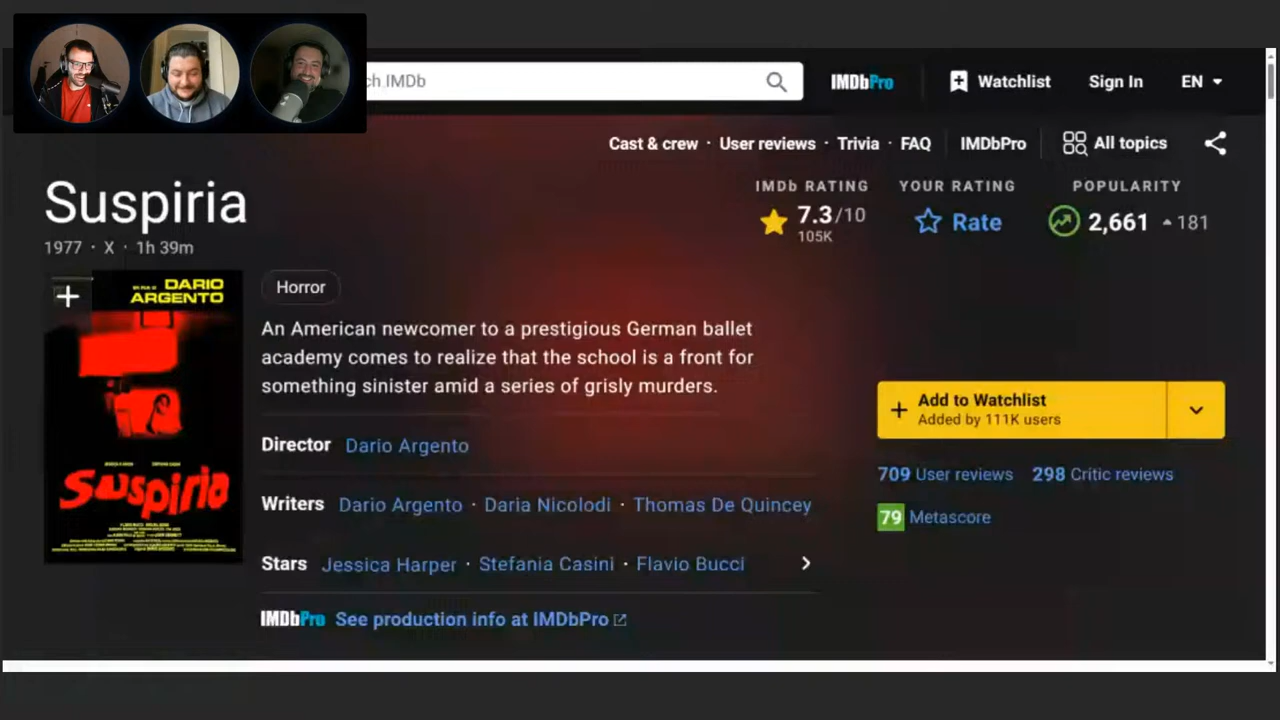 ch IMDb
IMDbPro
Watchlist
Sign In
EN
Cast & crew · User reviews · Trivia · FAQ
IMDbPro
All topics
Suspiria
1977 · X · 1h 39m
IMDb RATING
7.3/10
105K
YOUR RATING
Rate
POPULARITY
2,661
181
DARIO
ARGENTO
Suspiria
Horror
An American newcomer to a prestigious German ballet
academy comes to realize that the school is a front for
something sinister amid a series of grisly murders.
Director Dario Argento
Writers Dario Argento · Daria Nicolodi · Thomas De Quincey
Stars Jessica Harper · Stefania Casini · Flavio Bucci
IMDbPro See production info at IMDbPro
Add to Watchlist
Added by 111K users
709 User reviews 298 Critic reviews
79 Metascore